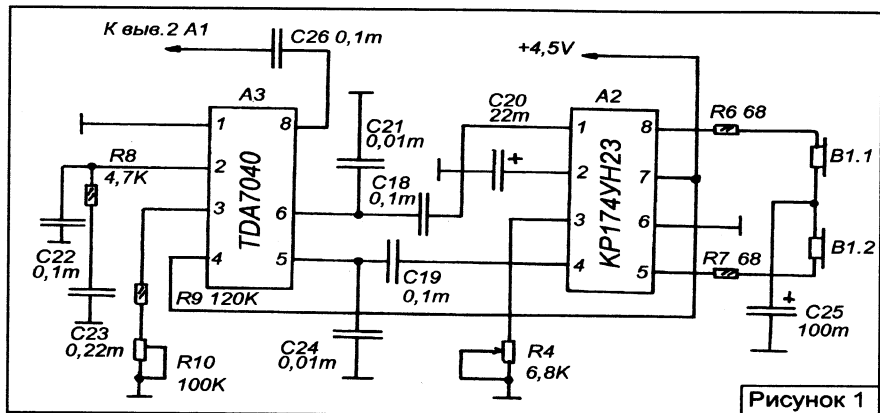 К выв.2 А1
C26 0,1m
+4,5V
A3
C20
22m
A2
R6 68
C21
0,01m
1
8
1
8
B1.1
R8
4,7K
2
TDA7040
C18
0,1m
2
КР174УН23
7
3
6
3
6
B1.2
C22
0,1m
4
5
4
5
R7 68
R9 120K
C19
0,1m
C23
0,22m
R10
100K
C24
0,01m
R4
6,8K
C25
100m
Рисунок 1